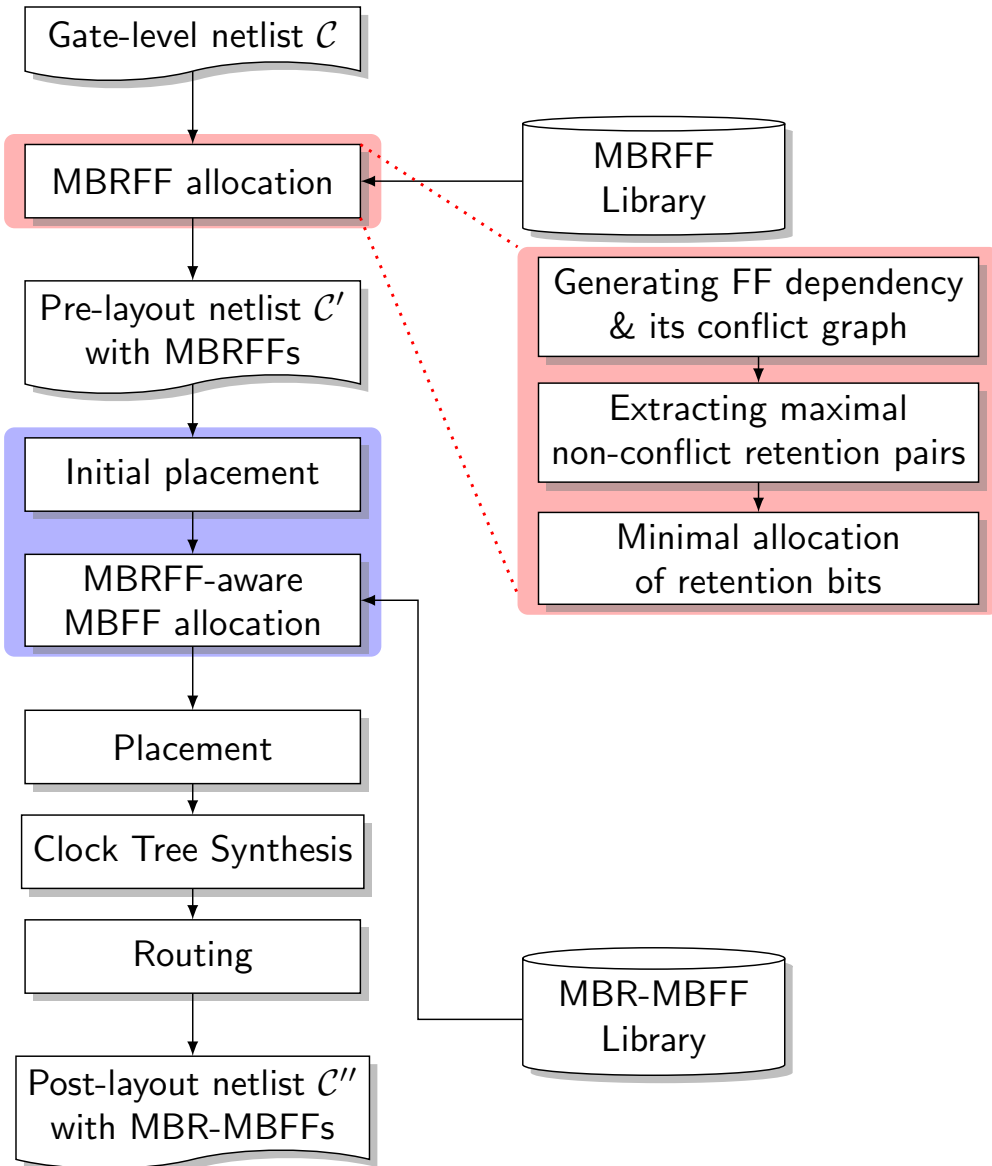 Gate-level netlist 𝒞
MBRFF allocation
MBRFF
Library
Pre-layout netlist 𝒞′
with MBRFFs
Generating FF dependency
& its conflict graph
Extracting maximal
non-conflict retention pairs
Minimal allocation
of retention bits
Initial placement
MBRFF-aware
MBFF allocation
Placement
Clock Tree Synthesis
Routing
MBR-MBFF
Library
Post-layout netlist 𝒞′′
with MBR-MBFFs